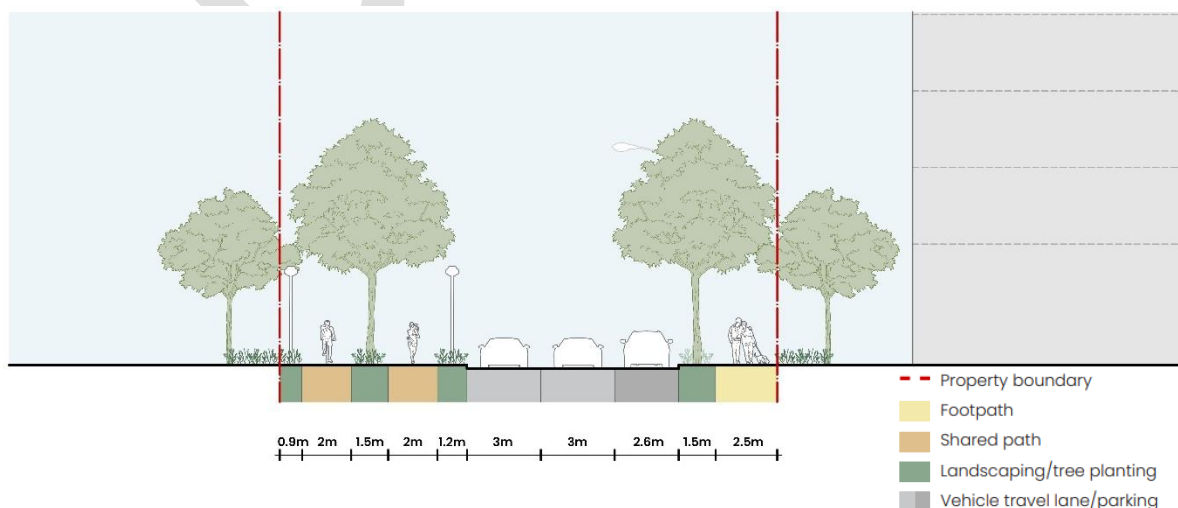 0.9m 2m 1.5m 2m 1.2m 3m 3m 2.6m 1.5m 2.5m
Property boundary
Footpath
Shared path
Landscaping/tree planting
Vehicle travel lane/parking